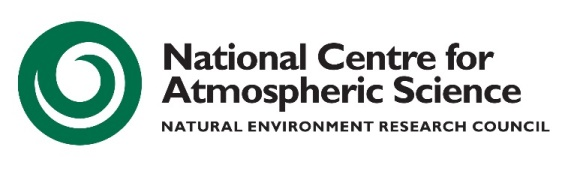 National Centre for
Atmospheric Science
NATURAL ENVIRONMENT RESEARCH COUNCIL